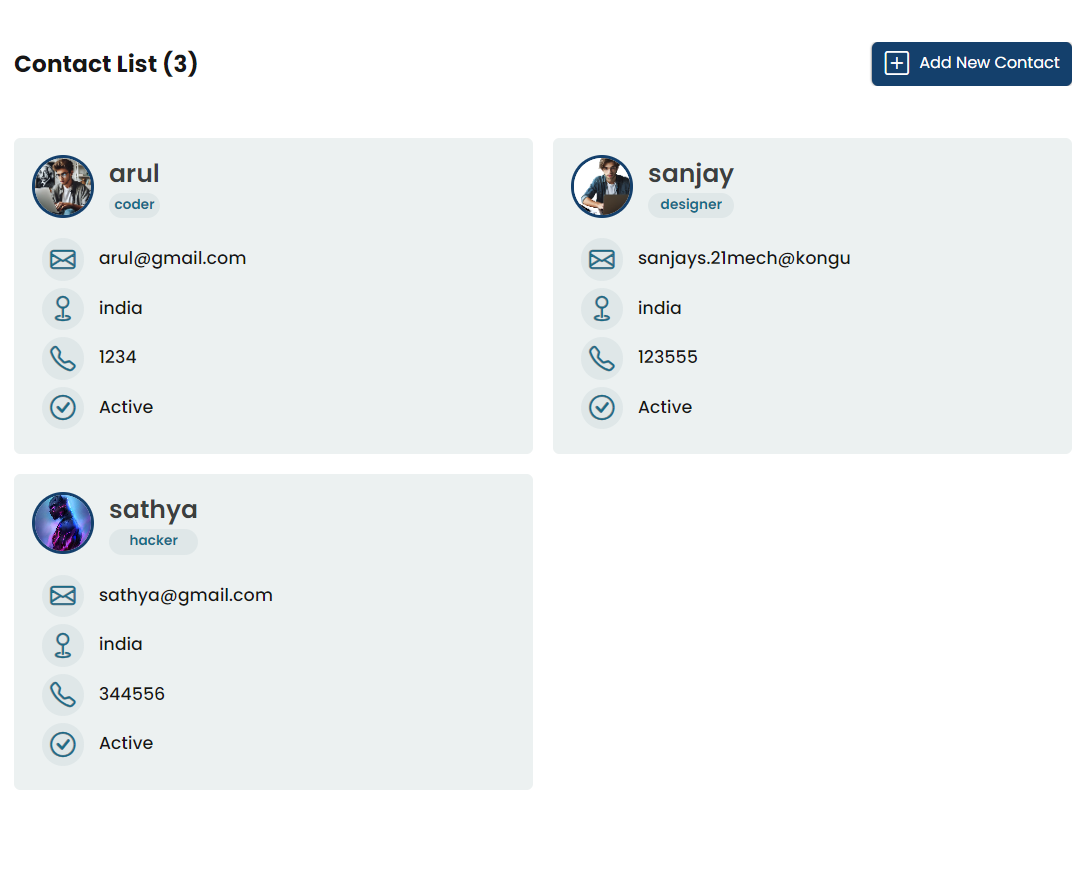 Contact List (3)
Add New Contact
arul
coder
arul@gmail.com
india
1234
Active
sanjay
designer
sanjays.21mech@kongu
india
123555
Active
sathya
hacker
sathya@gmail.com
india
344556
Active